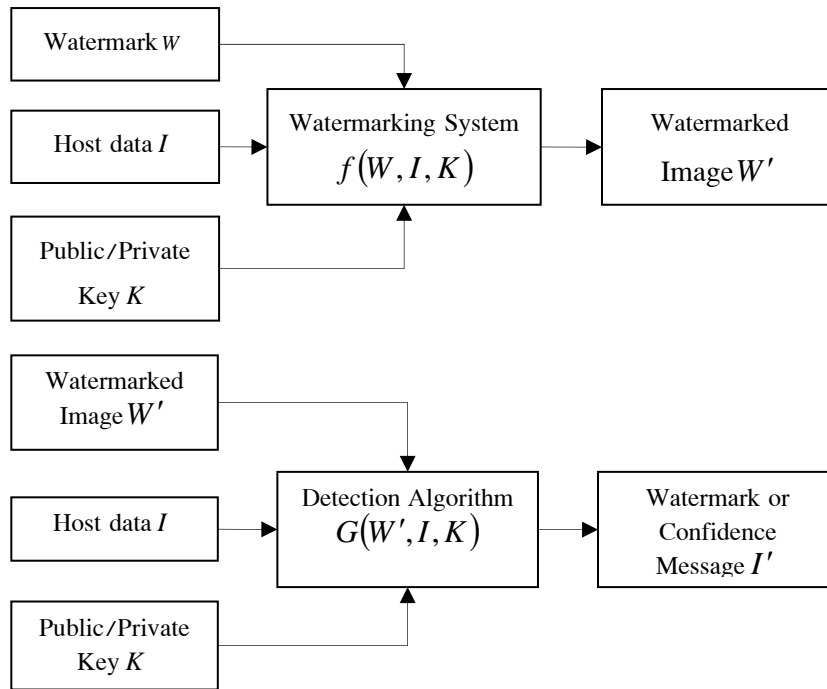 Watermark W
Host data I
Public/Private
Key K
Watermarking System
f(W, I, K)
Watermarked
Image W′
Watermarked
Image W′
Host data I
Public/Private
Key K
Detection Algorithm
G(W′, I, K)
Watermark or
Confidence
Message I′